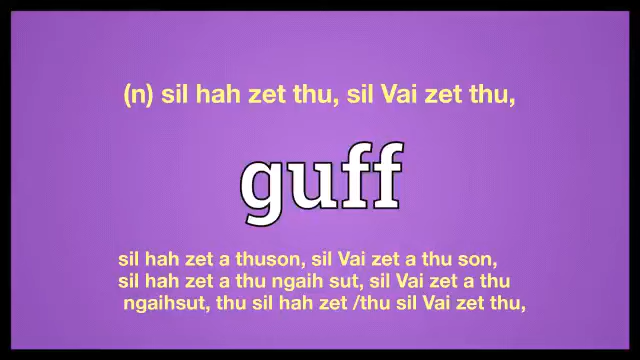 (n) sil hah zet thu, sil Vai zet thu,
guff
sil hah zet a thuson, sil Vai zet a thu son,
sil hah zet a thu ngaih sut, sil Vai zet a thu
ngaihsut, thu sil hah zet /thu sil Vai zet thu,